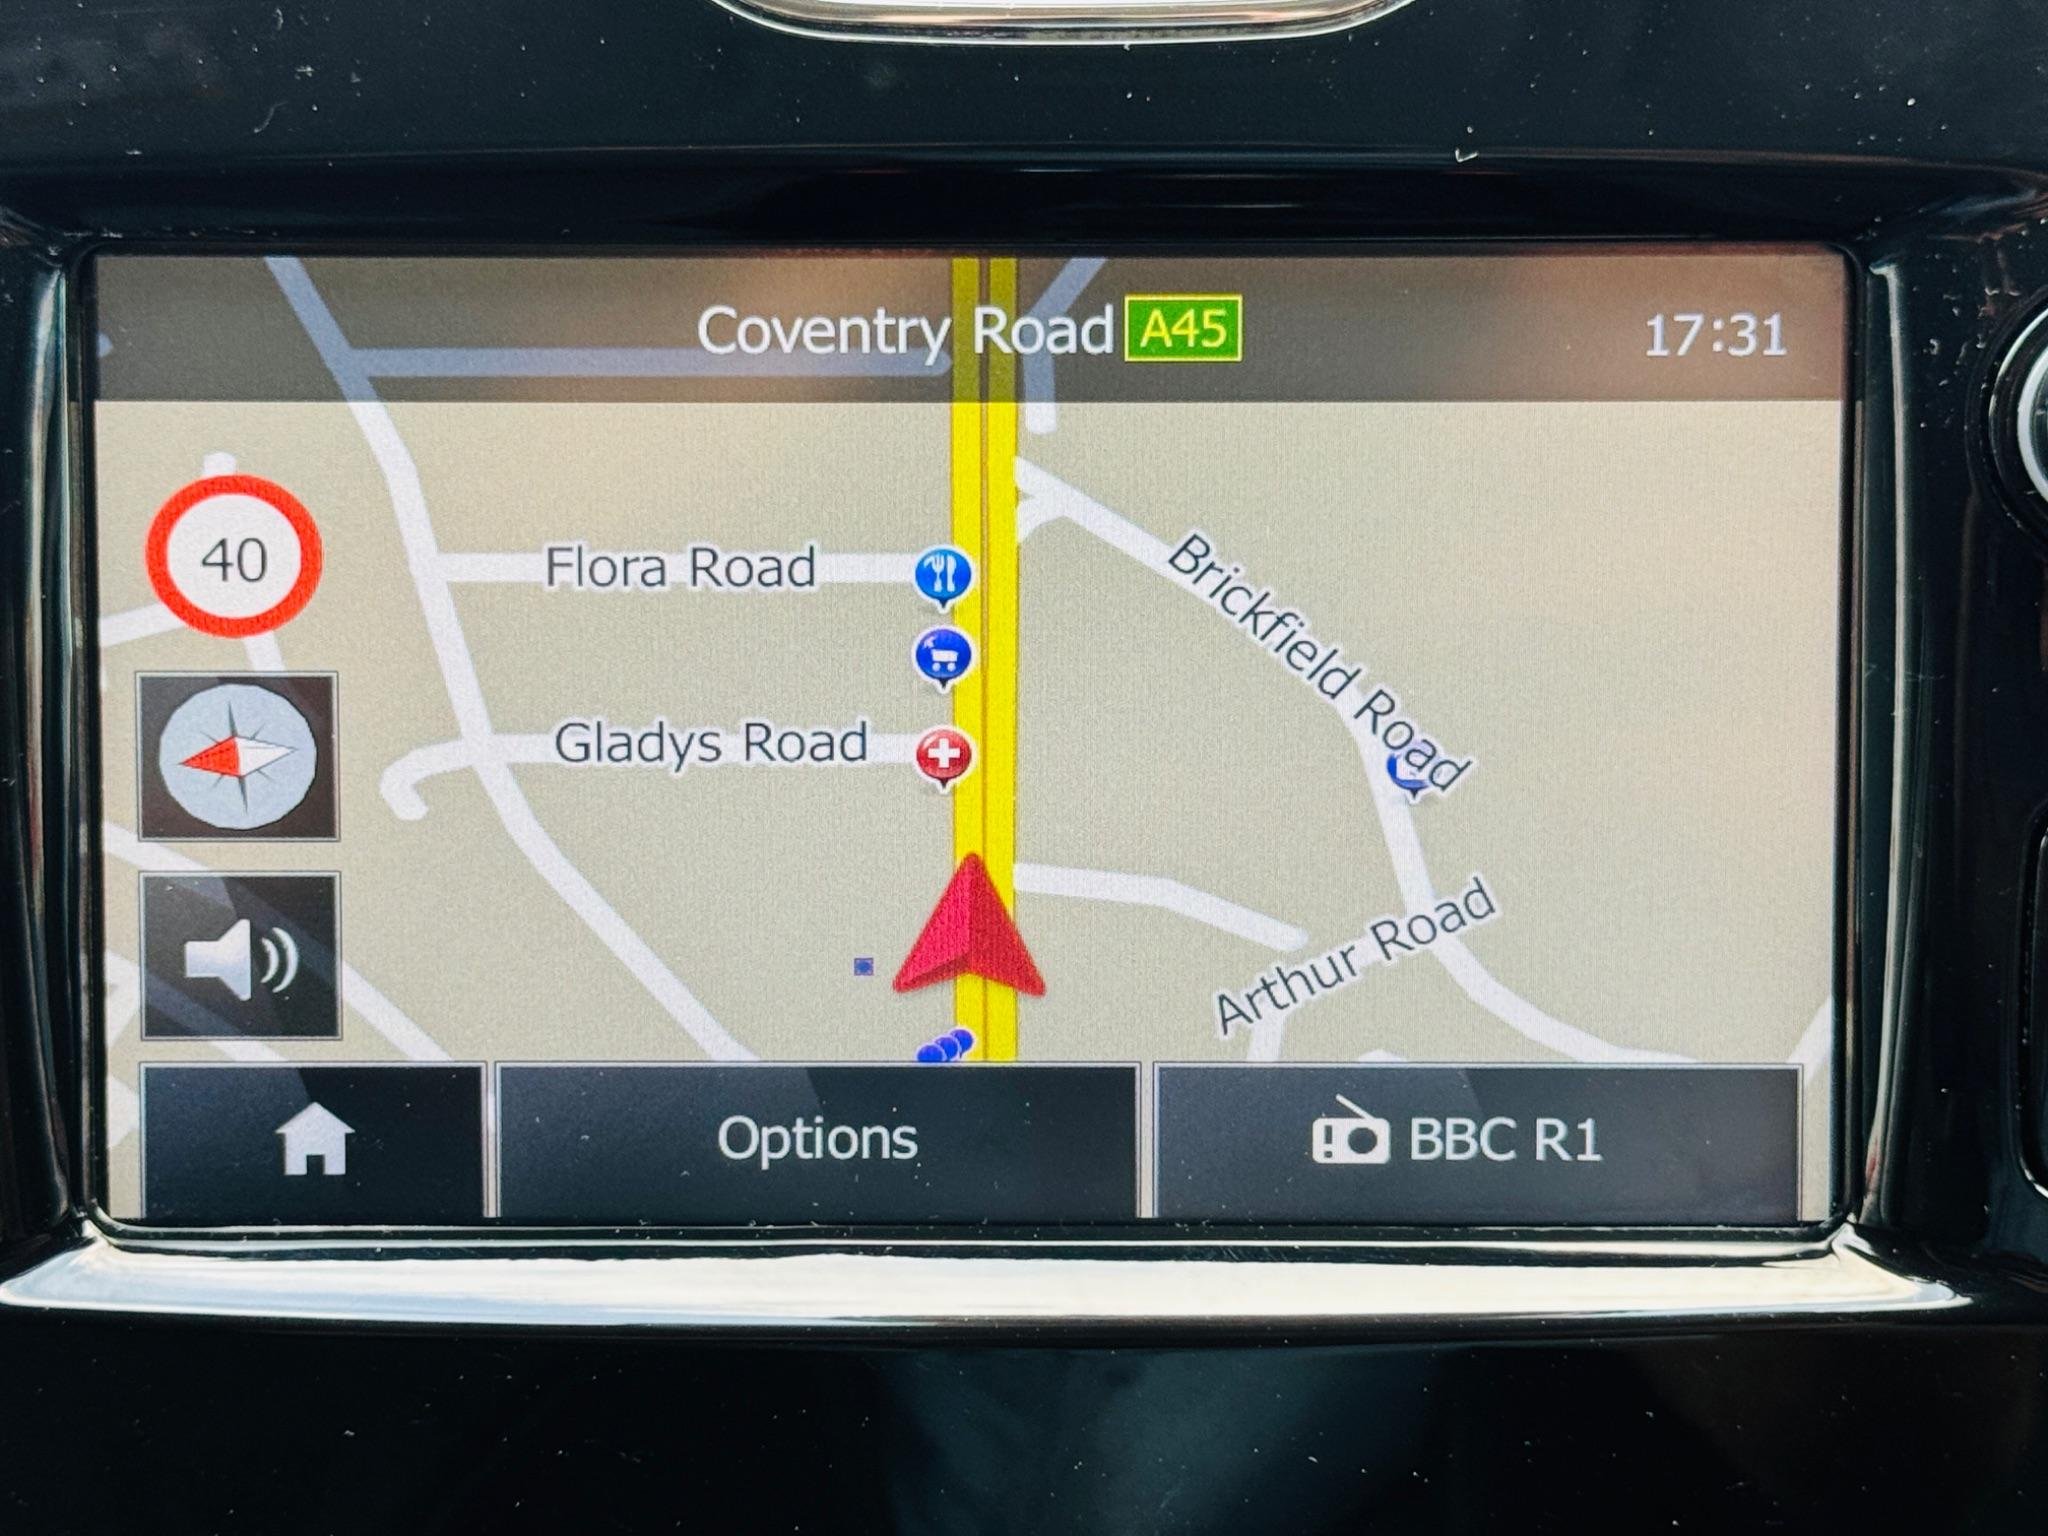 Coventry Road A45
17:31
40
Flora Road
Brickfield Road
Gladys Road
Arthur Road
Options
BBC R1